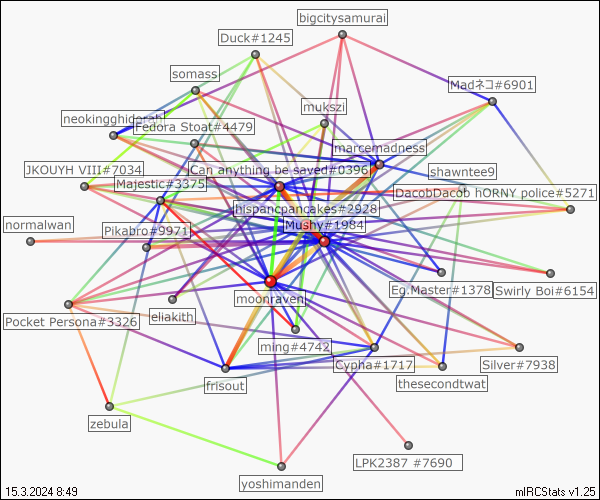 bigcitysamurai
Duck#1245
somass
Madネコ#6901
mukszi
neokingghidorah
Fedora Stoat#4479
marcemadness
JKOUYH VIII#7034
Can anything be saved#0396
shawntee9
Majestic#3375
DacobDacob hORNY police#5271
hispancpancakes#2928
normalwan
Pikabro#9971
Mushy#1984
Eg.Master#1378
Swirly Boi#6154
moonraven
eliakith
Pocket Persona#3326
ming#4742
Cypha#1717
Silver#7938
frisout
thesecondtwat
zebula
LPK2387 #7690
yoshimanden
15.3.2024 8:49
mIRCStats v1.25